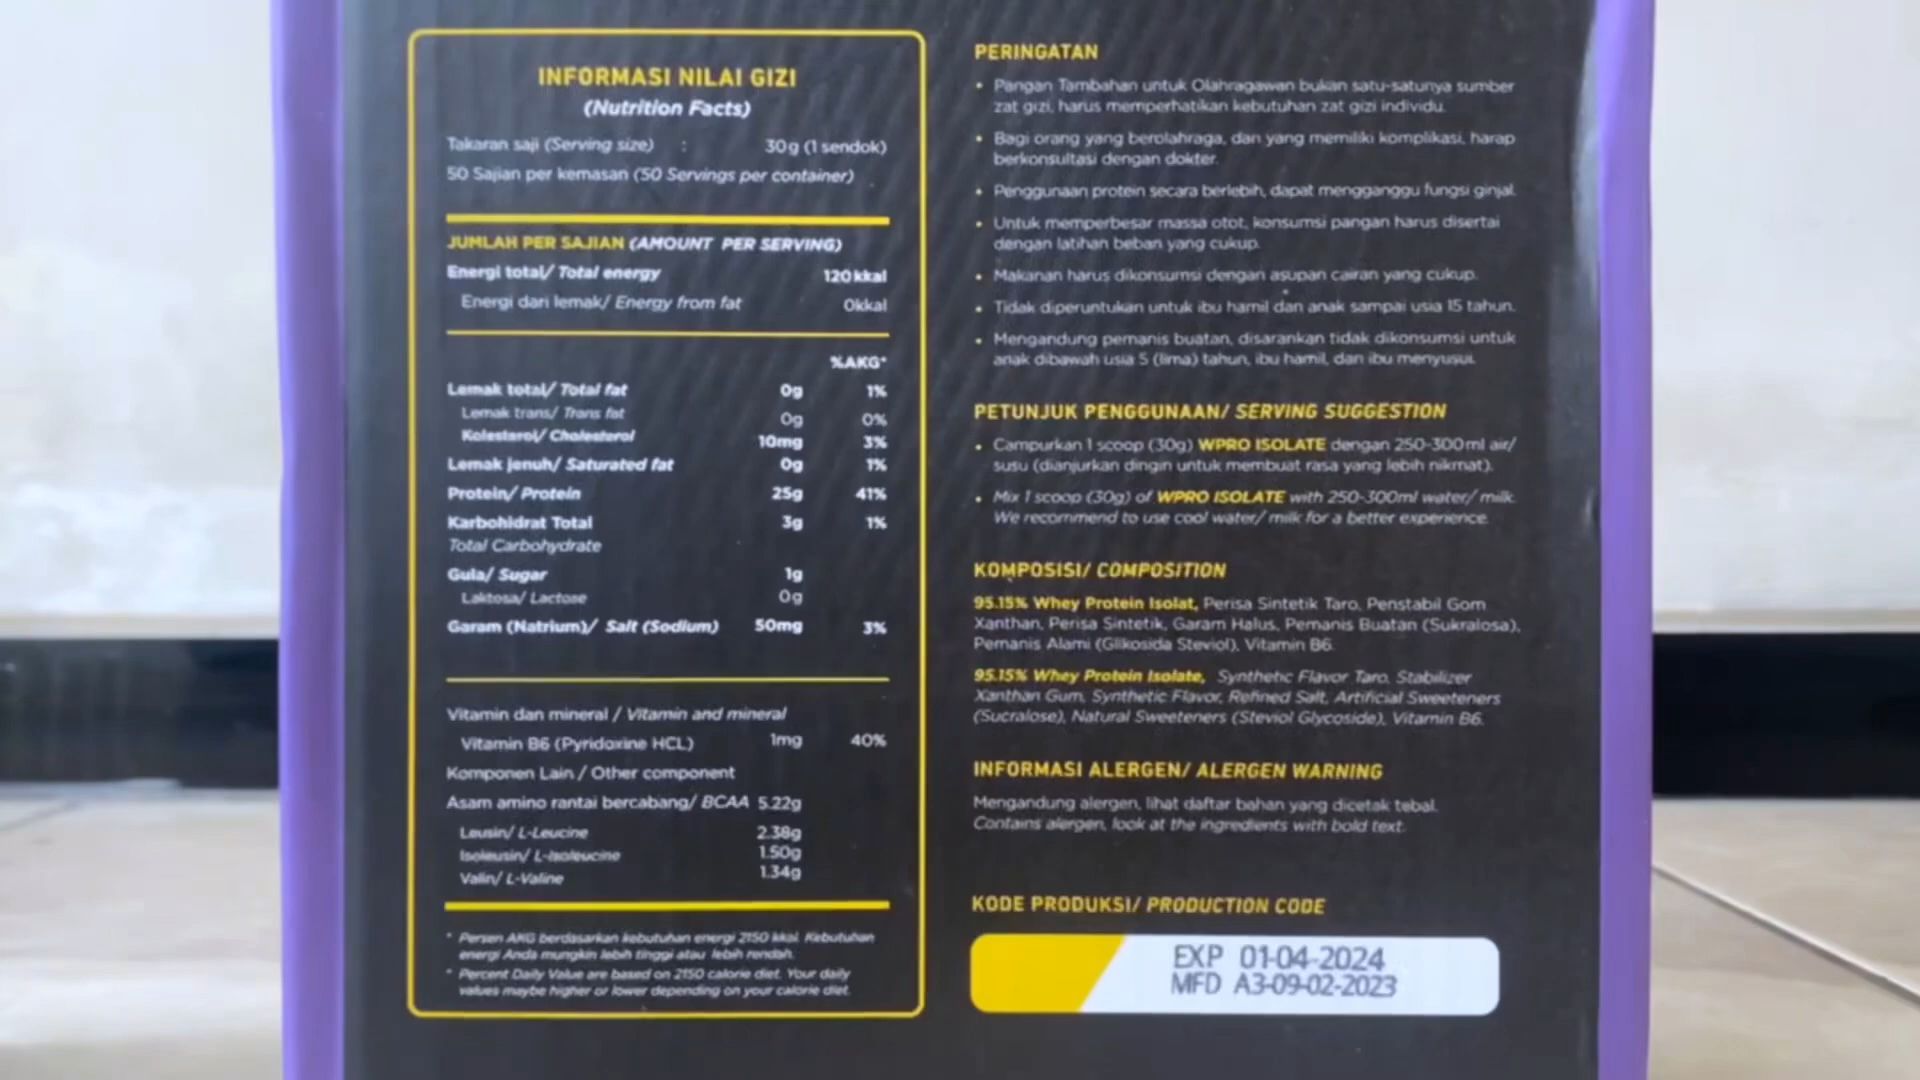 INFORMASI NILAI GIZI
(Nutrition Facts)
Takaran saji (Serving size) : 30g (1 sendok)
50 Sajian per kemasan (50 Servings per container)
JUMLAH PER SAJIAN (AMOUNT PER SERVING)
Energi total/ Total energy 120 kkal
Energi dari lemak/ Energy from fat 0kkal
%AKG*
Lemak total/ Total fat 0g 1%
Lemak trans/ Trans fat 0g 0%
Kolesterol/ Cholesterol 10mg 3%
Lemak jenuh/ Saturated fat 0g 1%
Protein/ Protein 25g 41%
Karbohidrat Total 3g 1%
Total Carbohydrate
Gula/ Sugar 1g
Laktosa/ Lactose 0g
Garam (Natrium)/ Salt (Sodium) 50mg 3%
Vitamin dan mineral / Vitamin and mineral
Vitamin B6 (Pyridoxine HCL) 1mg 40%
Komponen Lain / Other component
Asam amino rantai bercabang/ BCAA 5.22g
Leusin/ L-Leucine 2.38g
Isoleusin/ L-Isoleucine 1.50g
Valin/ L-Valine 1.34g
* Persen AKG berdasarkan kebutuhan energi 2150 kkal. Kebutuhan
energi Anda mungkin lebih tinggi atau lebih rendah.
* Percent Daily Value are based on 2150 calorie diet. Your daily
values maybe higher or lower depending on your calorie diet.
PERINGATAN
• Pangan Tambahan untuk Olahragawan bukan satu-satunya sumber
zat gizi, harus memperhatikan kebutuhan zat gizi individu.
• Bagi orang yang berolahraga, dan yang memiliki komplikasi, harap
berkonsultasi dengan dokter.
• Penggunaan protein secara berlebih, dapat mengganggu fungsi ginjal.
• Untuk memperbesar massa otot, konsumsi pangan harus disertai
dengan latihan beban yang cukup.
• Makanan harus dikonsumsi dengan asupan cairan yang cukup.
• Tidak diperuntukan untuk ibu hamil dan anak sampai usia 15 tahun.
• Mengandung pemanis buatan, disarankan tidak dikonsumsi untuk
anak dibawah usia 5 (lima) tahun, ibu hamil, dan ibu menyusui.
PETUNJUK PENGGUNAAN/ SERVING SUGGESTION
• Campurkan 1 scoop (30g) WPRO ISOLATE dengan 250-300ml air/
susu (dianjurkan dingin untuk membuat rasa yang lebih nikmat).
• Mix 1 scoop (30g) of WPRO ISOLATE with 250-300ml water/ milk.
We recommend to use cool water/ milk for a better experience.
KOMPOSISI/ COMPOSITION
95.15% Whey Protein Isolat, Perisa Sintetik Taro, Penstabil Gom
Xanthan, Perisa Sintetik, Garam Halus, Pemanis Buatan (Sukralosa),
Pemanis Alami (Glikosida Steviol), Vitamin B6.
95.15% Whey Protein Isolate, Synthetic Flavor Taro, Stabilizer
Xanthan Gum, Synthetic Flavor, Refined Salt, Artificial Sweeteners
(Sucralose), Natural Sweeteners (Steviol Glycoside), Vitamin B6.
INFORMASI ALERGEN/ ALERGEN WARNING
Mengandung alergen, lihat daftar bahan yang dicetak tebal.
Contains alergen, look at the ingredients with bold text.
KODE PRODUKSI/ PRODUCTION CODE
EXP 01-04-2024
MFD A3-09-02-2023